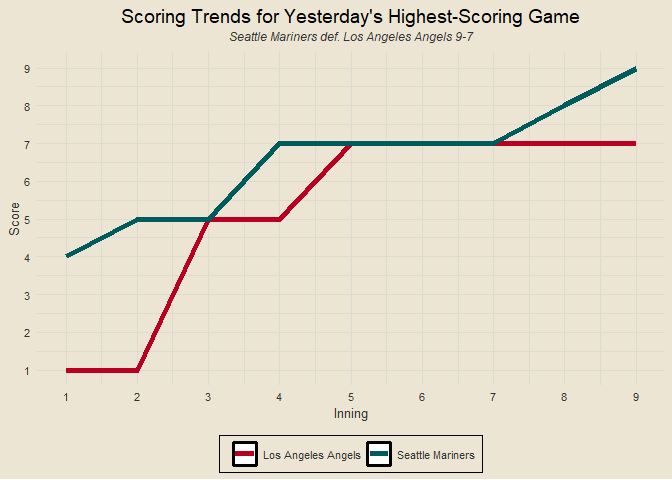 Scoring Trends for Yesterday's Highest-Scoring Game
Seattle Mariners def. Los Angeles Angels 9-7
9
8
7
6
5
4
3
2
1
Score
1 2 3 4 5 6 7 8 9
Inning
Los Angeles Angels Seattle Mariners